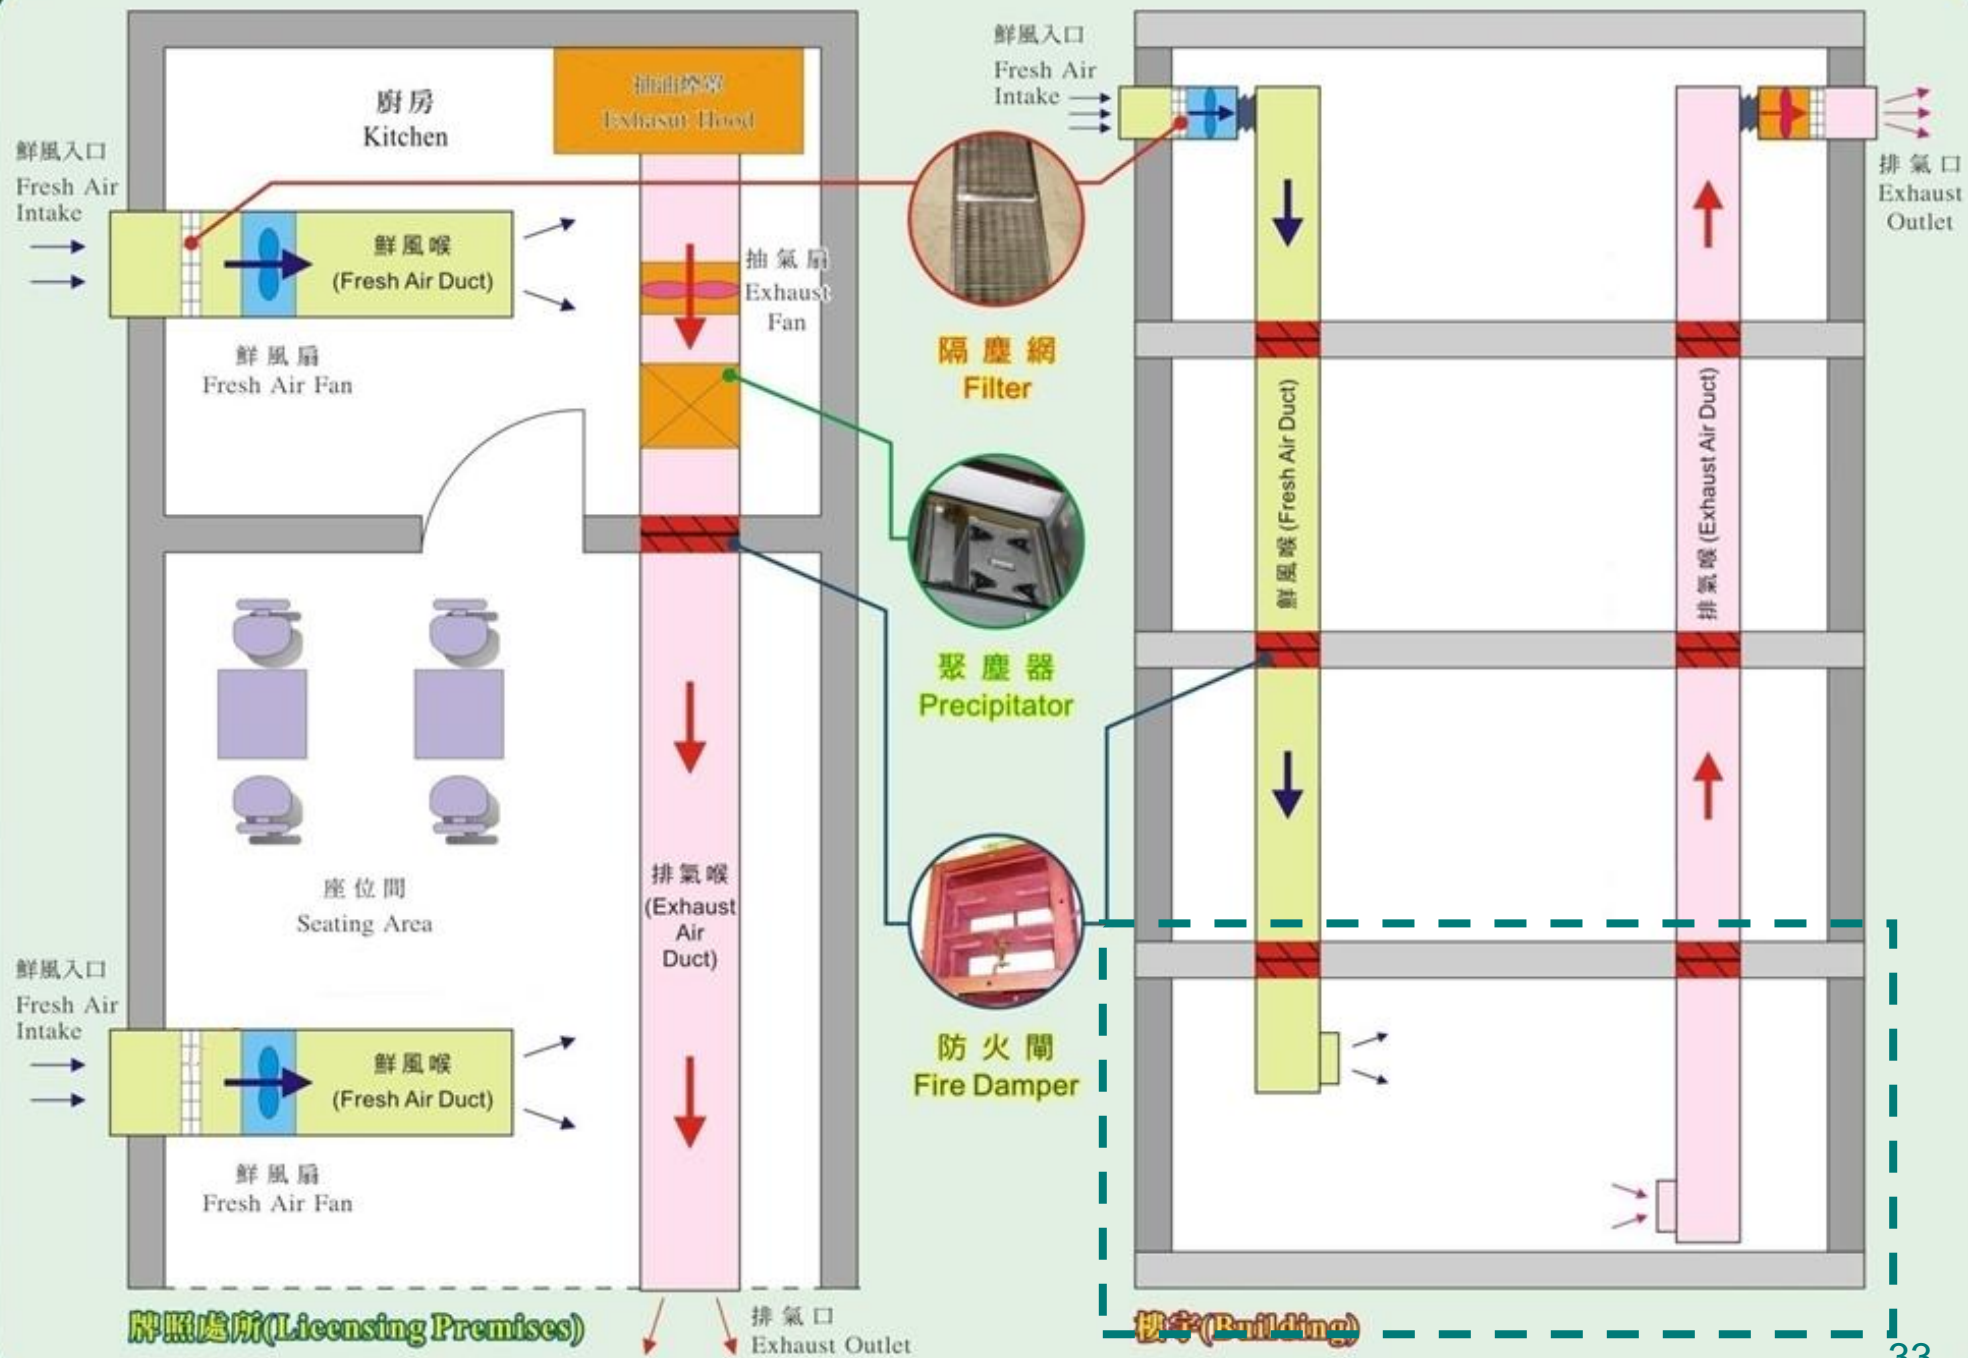 廚房
Kitchen
抽油煙罩
Exhasut Hood
鮮風入口
Fresh Air
Intake
鮮風喉
(Fresh Air Duct)
鮮風扇
Fresh Air Fan
抽氣扇
Exhaust
Fan
座位間
Seating Area
排氣喉
(Exhaust
Air
Duct)
鮮風入口
Fresh Air
Intake
鮮風喉
(Fresh Air Duct)
鮮風扇
Fresh Air Fan
牌照處所(Licensing Premises)
排氣口
Exhaust Outlet
隔塵網
Filter
聚塵器
Precipitator
防火閘
Fire Damper
鮮風入口
Fresh Air
Intake
排氣口
Exhaust
Outlet
鮮風喉 (Fresh Air Duct)
排氣喉 (Exhaust Air Duct)
樓宇(Building)
33